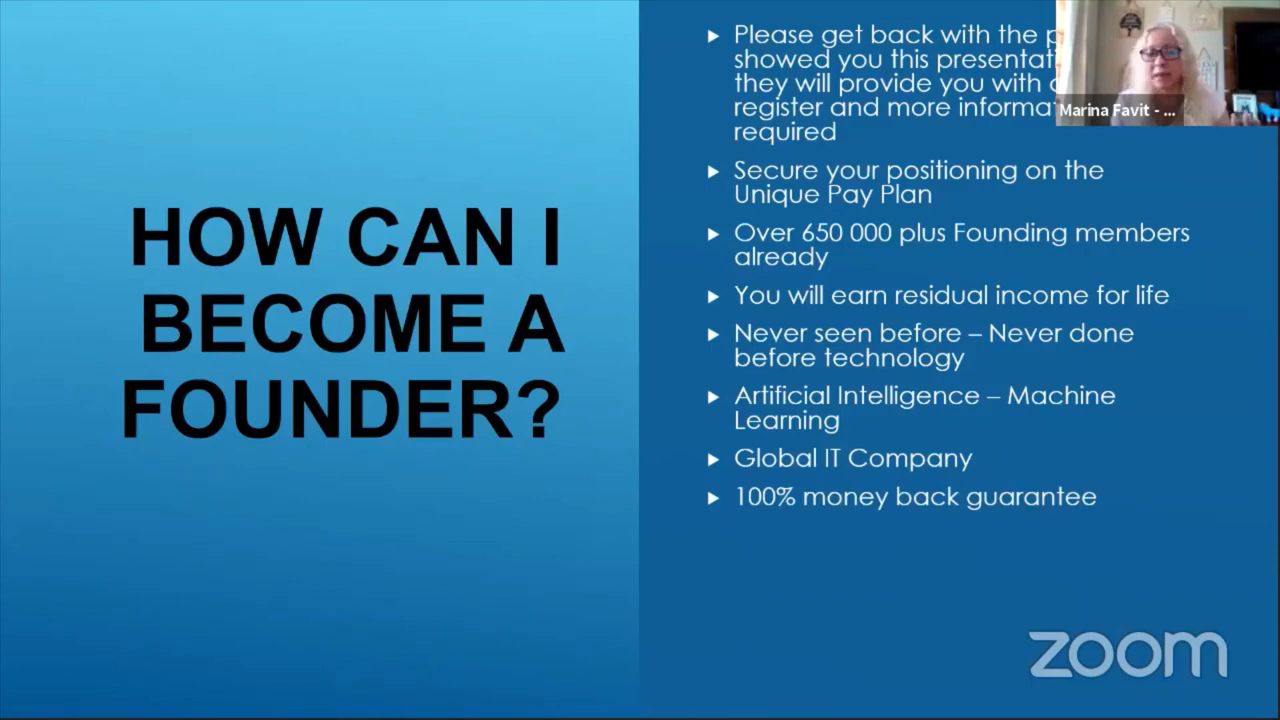 HOW CAN I
BECOME A
FOUNDER?
Please get back with the
showed you this
they will provide you with
register and more
required
Secure your positioning on the
Unique Pay Plan
Over 650 000 plus Founding members
already
You will earn residual income for life
Never seen before – Never done
before technology
Artificial Intelligence – Machine
Learning
Global IT Company
100% money back guarantee
Marina Favit - ...
zoom